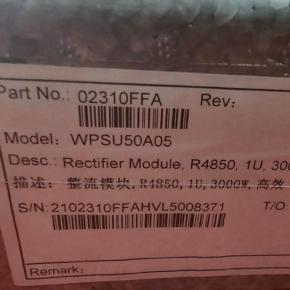 Part No.: 02310FFA Rev:
Model: WPSU50A05
Desc.: Rectifier Module, R4850, 1U, 300
描述: 整流模块, R4850, 1U, 3000W, 高效
S/N: 2102310FFAHVL5008371 T/O:
Remark: